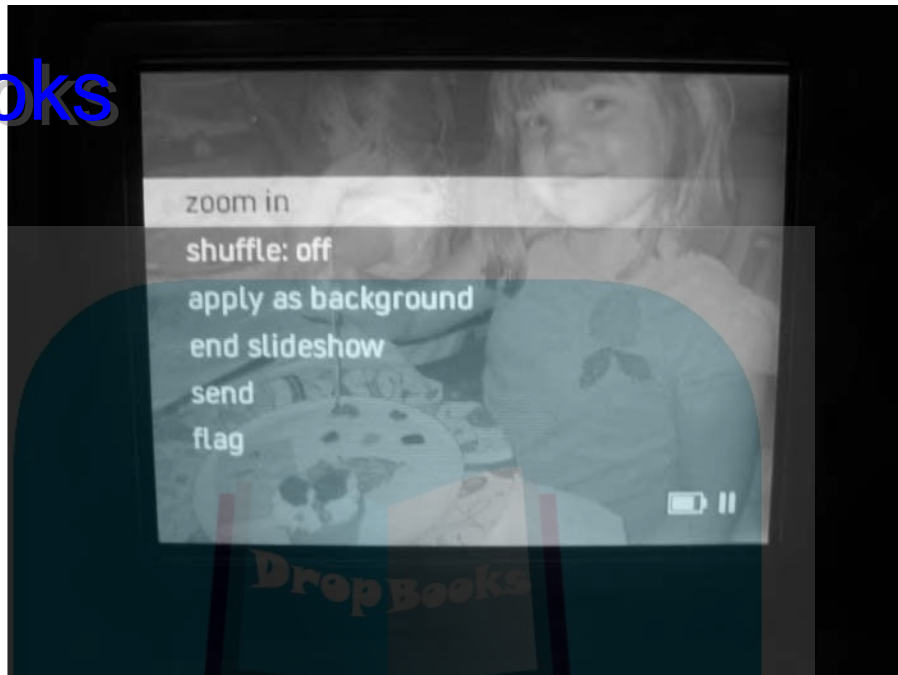 oks
zoom in
shuffle: off
apply as background
end slideshow
send
flag
DropBooks